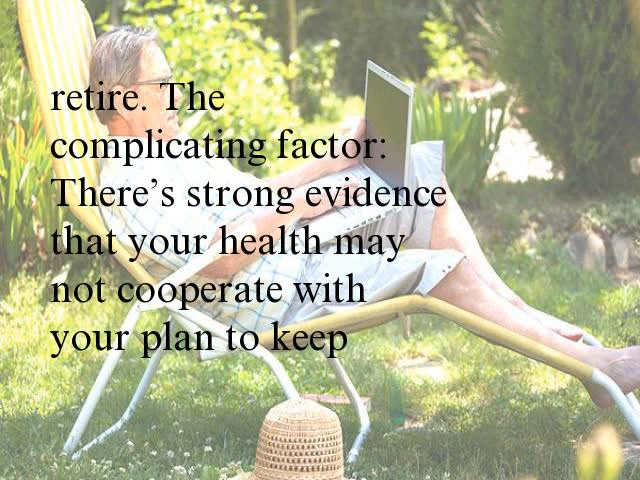 retire. The
complicating factor:
There’s strong evidence
that your health may
not cooperate with
your plan to keep